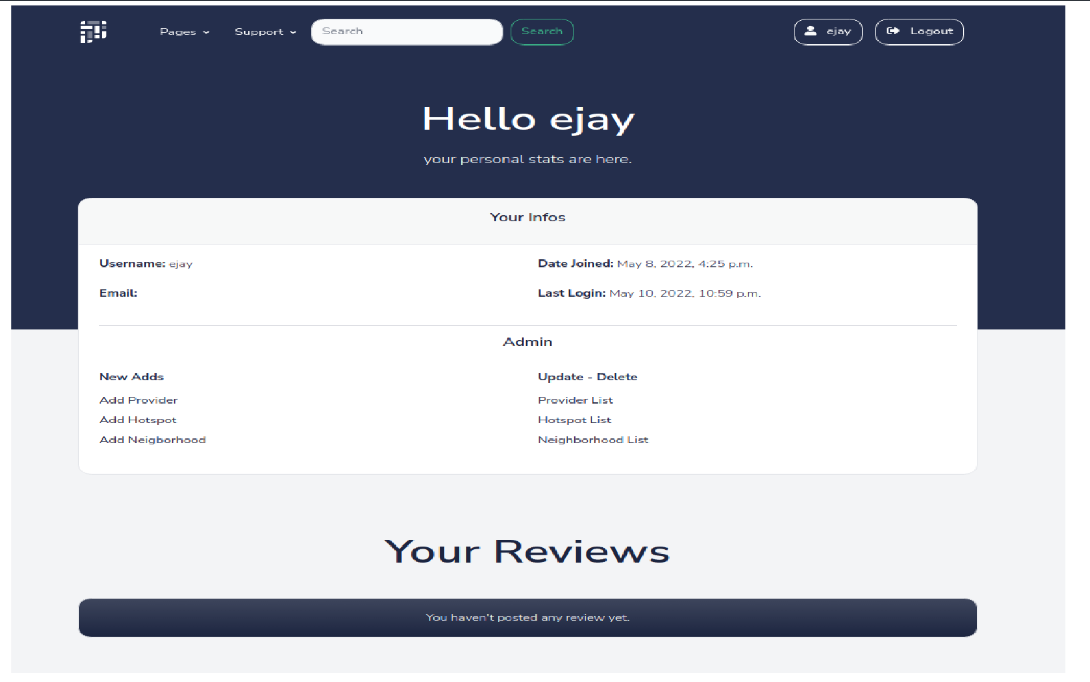 Pages Support Search Search ejay Logout
Hello ejay
your personal stats are here.
Your Infos
Username: ejay Date Joined: May 8, 2022, 4:25 p.m.
Email: Last Login: May 10, 2022, 10:59 p.m.
Admin
New Adds Update - Delete
Add Provider Provider List
Add Hotspot Hotspot List
Add Neigborhood Neighborhood List
Your Reviews
You haven't posted any review yet.